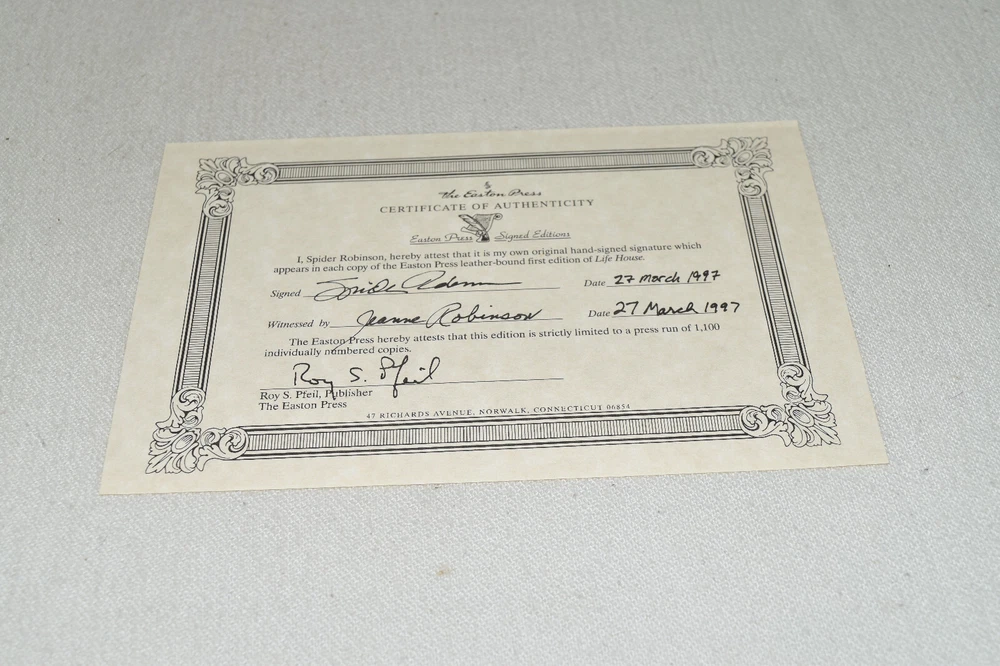 The Easton Press
CERTIFICATE OF AUTHENTICITY
Easton Press Signed Editions
I, Spider Robinson, hereby attest that it is my own original hand-signed signature which
appears in each copy of the Easton Press leather-bound first edition of Life House.
Signed Date 27 March 1997
Witnessed by Jeanne Robinson Date 27 March 1997
The Easton Press hereby attests that this edition is strictly limited to a press run of 1,100
individually numbered copies.
Roy S. Pfeil
Roy S. Pfeil, Publisher
The Easton Press
47 RICHARDS AVENUE, NORWALK, CONNECTICUT 06854